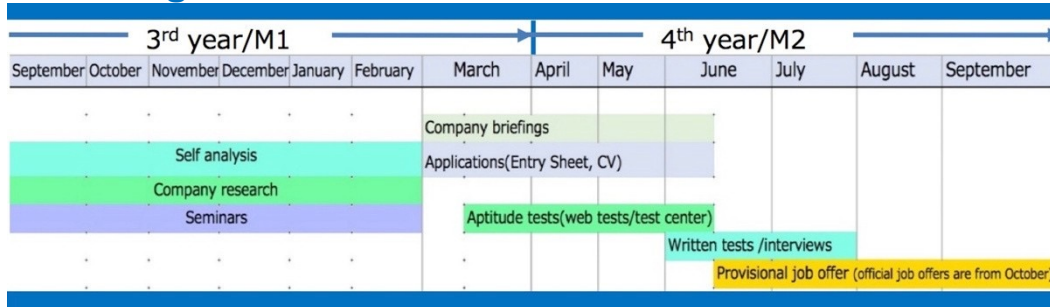 3rd year/M1 4th year/M2
September October November December January February March April May June July August September
Company briefings
Self analysis Applications(Entry Sheet, CV)
Company research
Seminars Aptitude tests(web tests/test center)
Written tests /interviews
Provisional job offer (official job offers are from October)